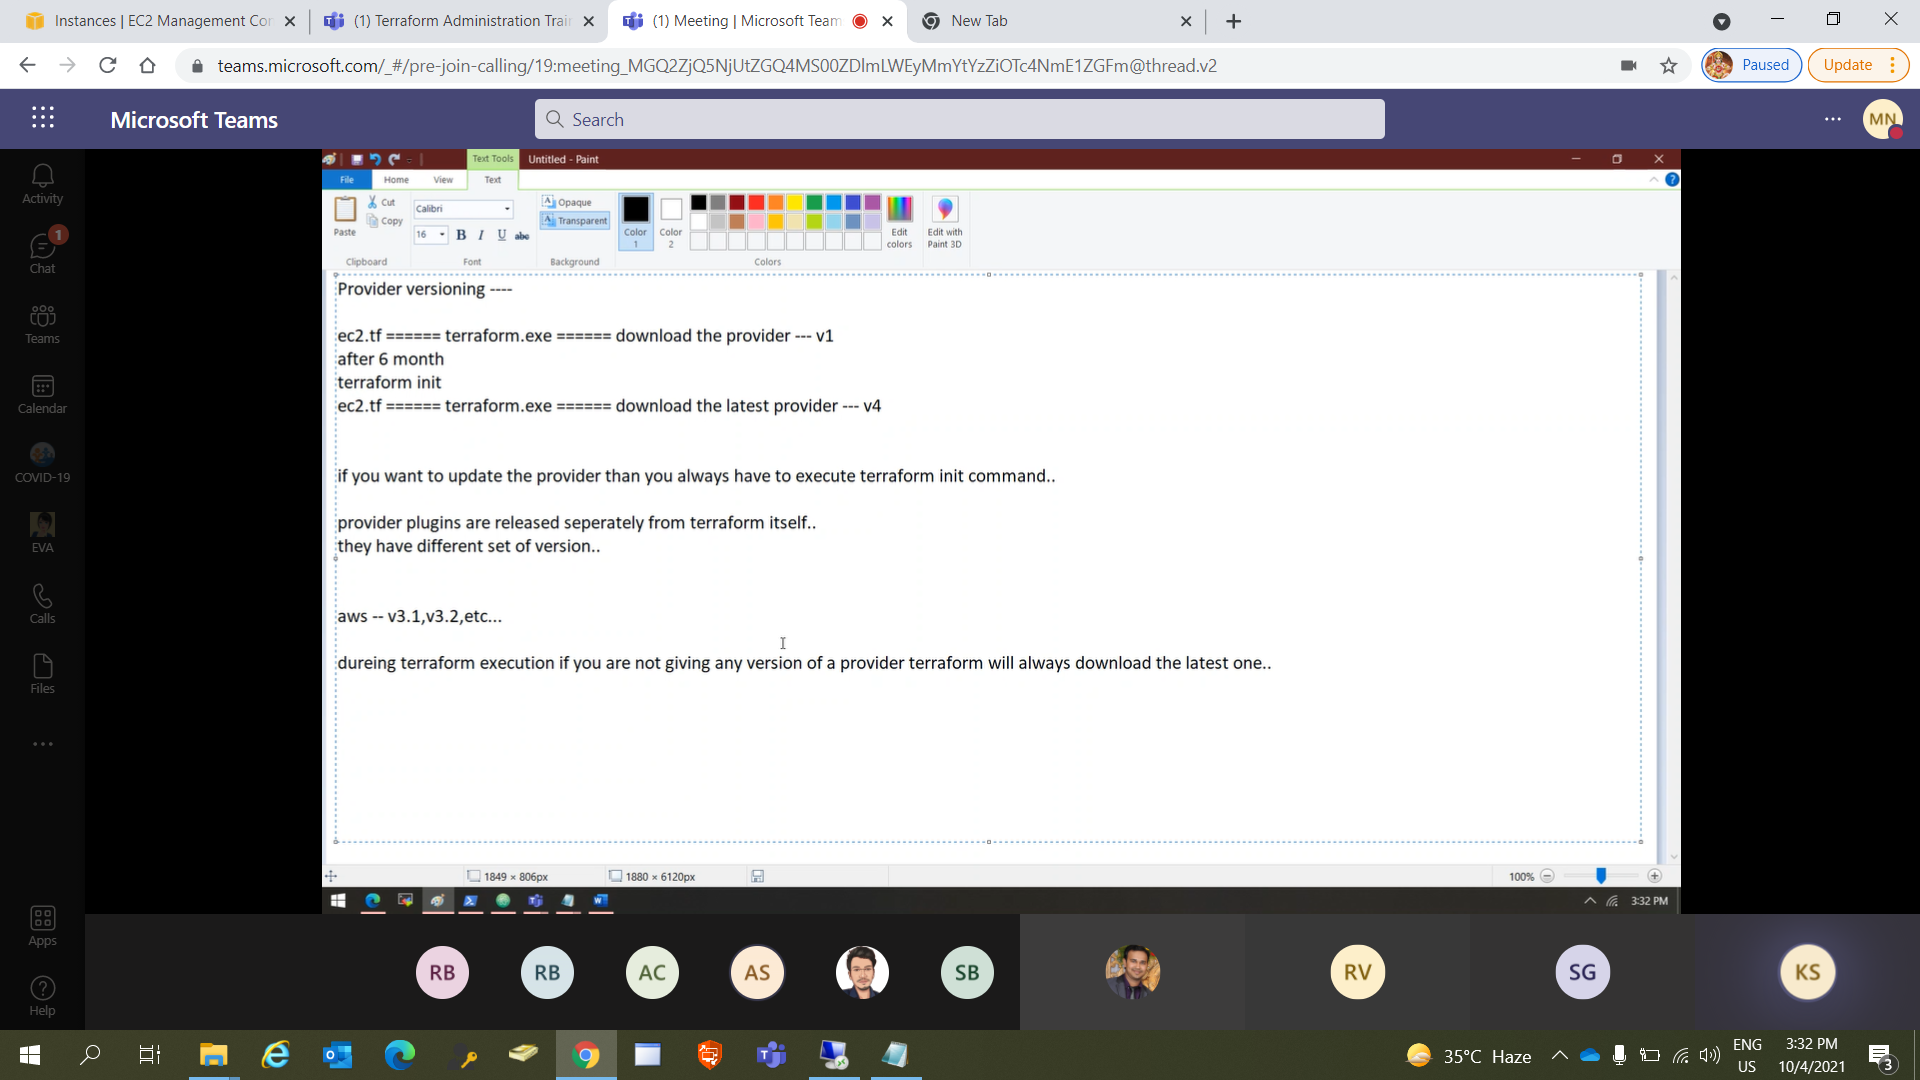 Instances | EC2 Management Con
(1) Terraform Administration Train
(1) Meeting | Microsoft Team
New Tab
teams.microsoft.com/_#/pre-join-calling/19:meeting_MGQ2ZjQ5NjUtZGQ4MS00ZDlmLWEyMmYtYzZiOTc4NmE1ZGFm@thread.v2
Paused
Update
Microsoft Teams
Search
MN
Activity
1
Chat
Teams
Calendar
COVID-19
EVA
Calls
Files
Apps
Help
Text Tools
Untitled - Paint
File
Home
View
Text
Paste
Cut
Copy
Clipboard
Calibri
16
B I U abc
Font
Opaque
Transparent
Background
Color 1
Color 2
Colors
Edit colors
Edit with Paint 3D
Provider versioning ----
ec2.tf ====== terraform.exe ====== download the provider --- v1
after 6 month
terraform init
ec2.tf ====== terraform.exe ====== download the latest provider --- v4
if you want to update the provider than you always have to execute terraform init command..
provider plugins are released seperately from terraform itself..
they have different set of version..
aws -- v3.1,v3.2,etc...
dureing terraform execution if you are not giving any version of a provider terraform will always download the latest one..
1849 × 806px
1880 × 6120px
100%
3:32 PM
RB
RB
AC
AS
SB
RV
SG
KS
35°C Haze
ENG
US
3:32 PM
10/4/2021
3